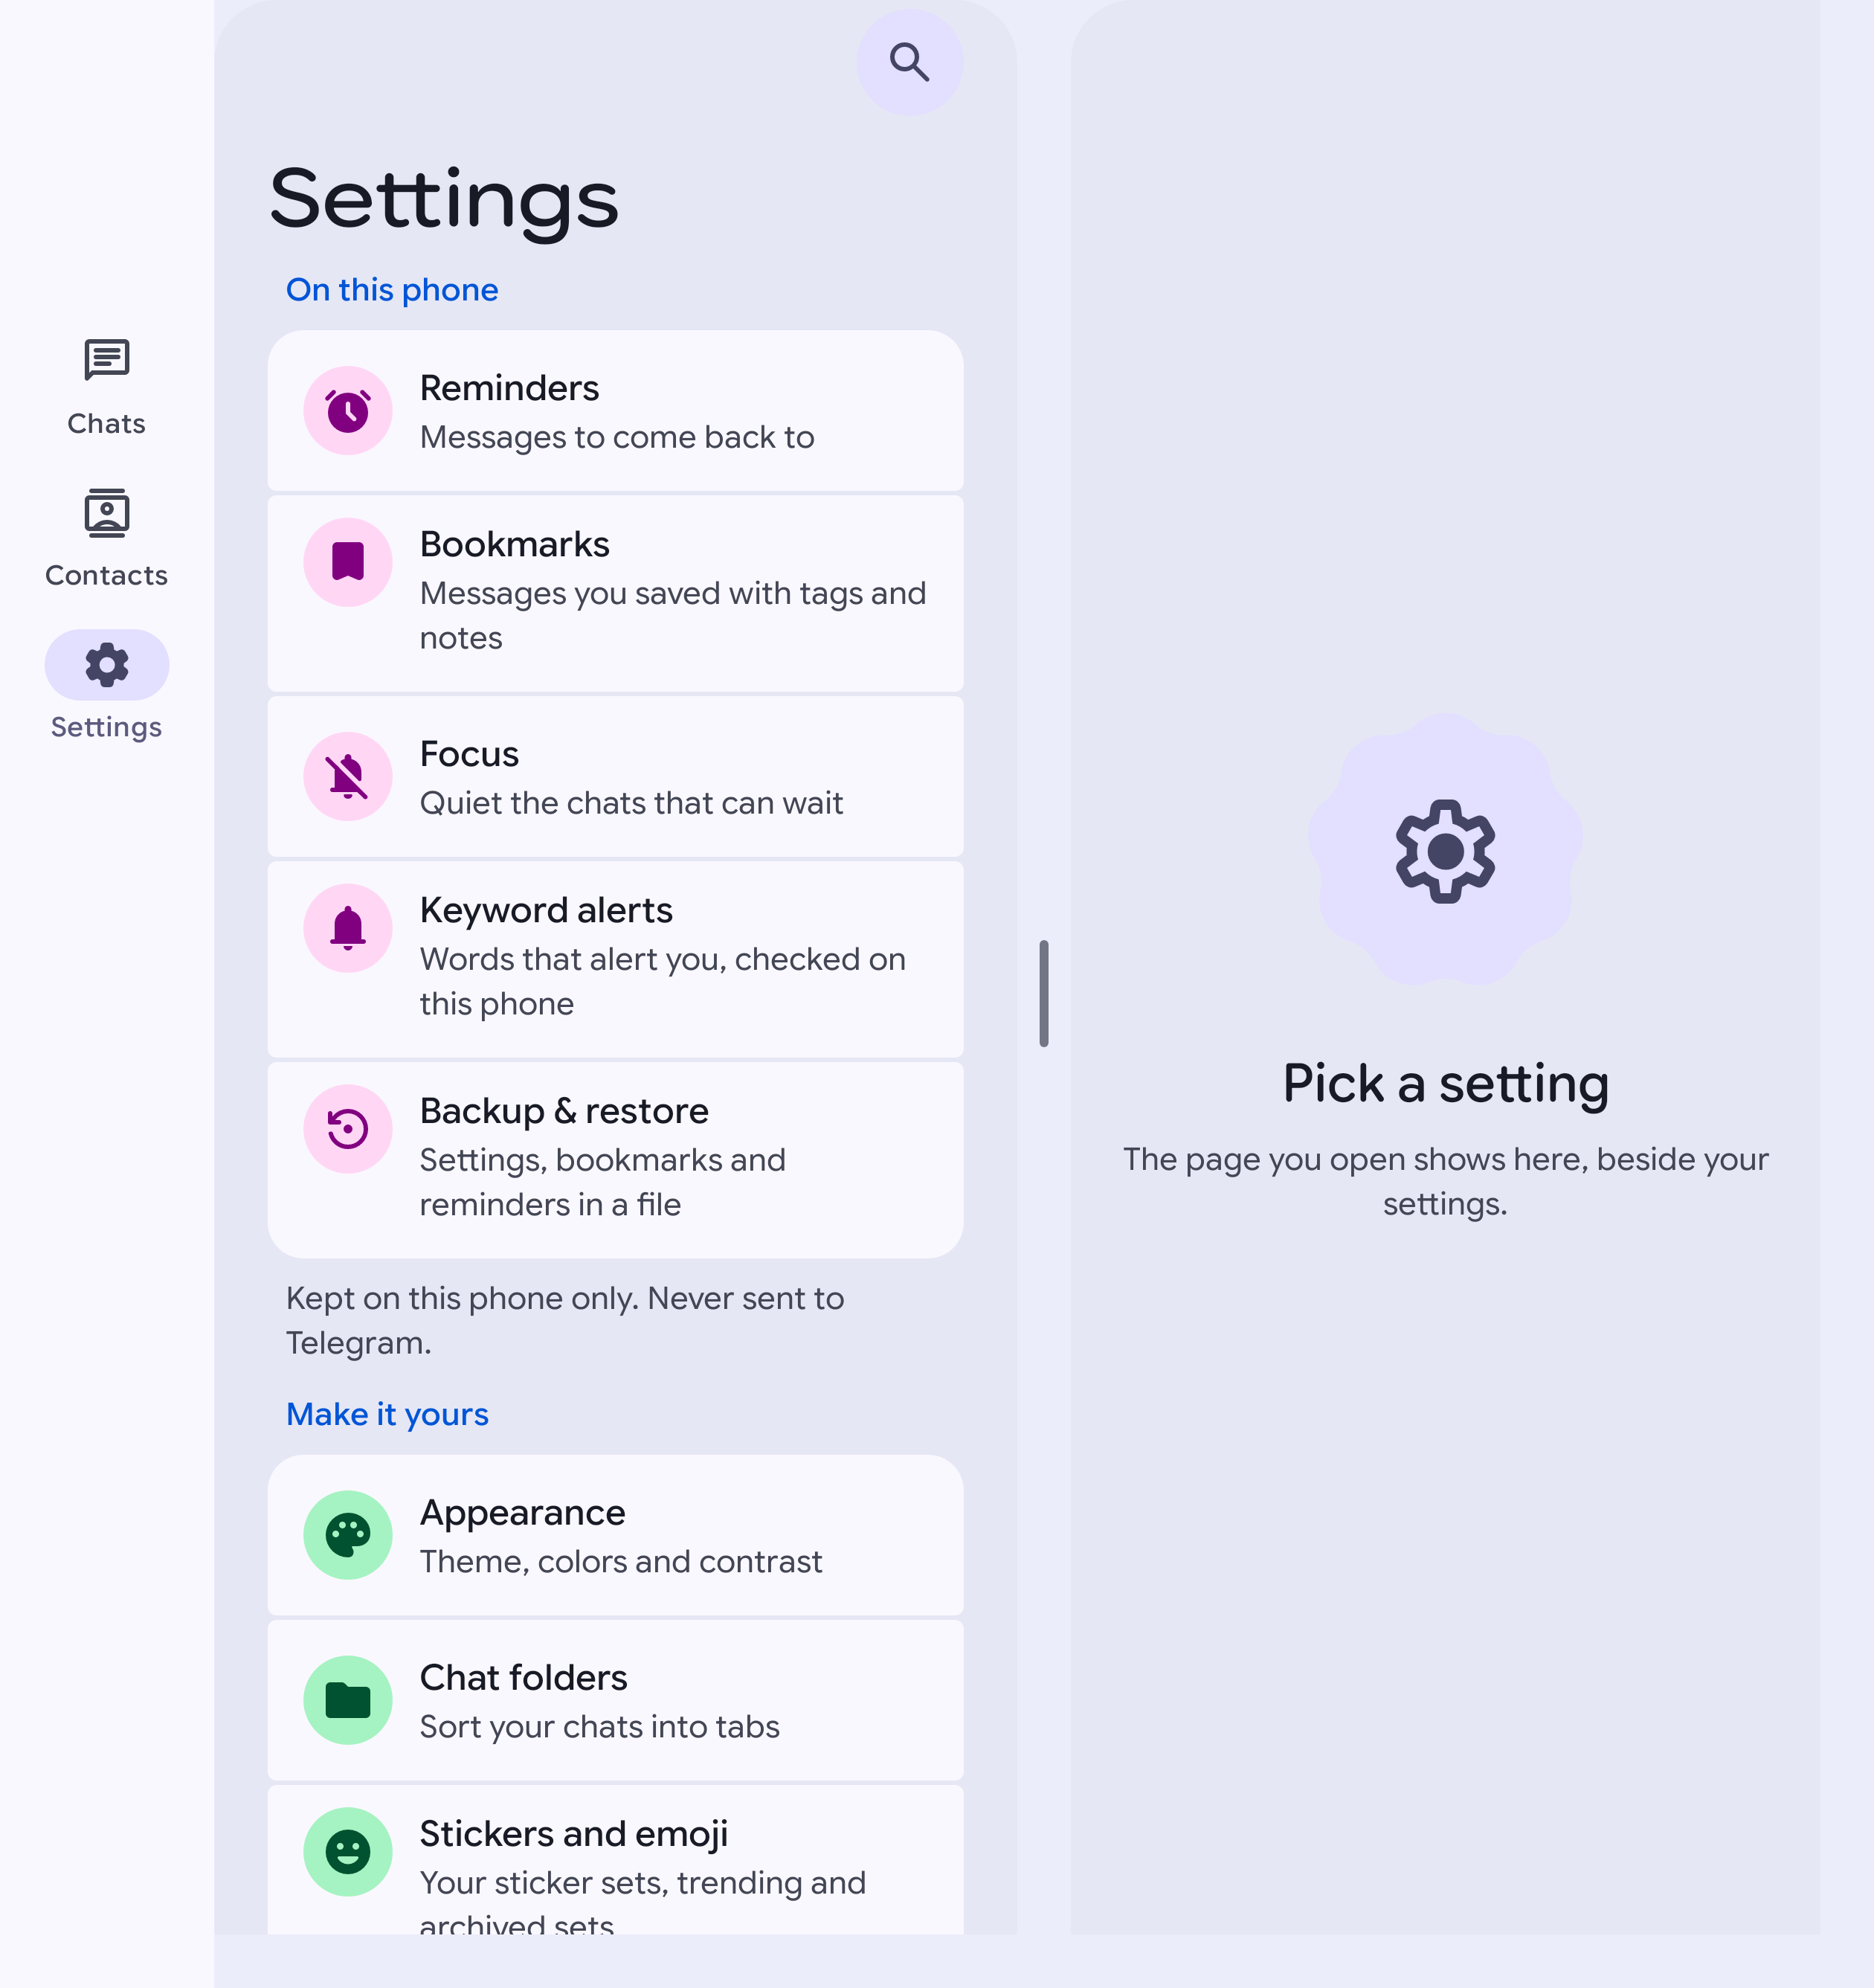 Chats
Contacts
Settings
Settings
On this phone
Reminders
Messages to come back to
Bookmarks
Messages you saved with tags and
notes
Focus
Quiet the chats that can wait
Keyword alerts
Words that alert you, checked on
this phone
Backup & restore
Settings, bookmarks and
reminders in a file
Kept on this phone only. Never sent to
Telegram.
Make it yours
Appearance
Theme, colors and contrast
Chat folders
Sort your chats into tabs
Stickers and emoji
Your sticker sets, trending and
archived sets
Pick a setting
The page you open shows here, beside your
settings.